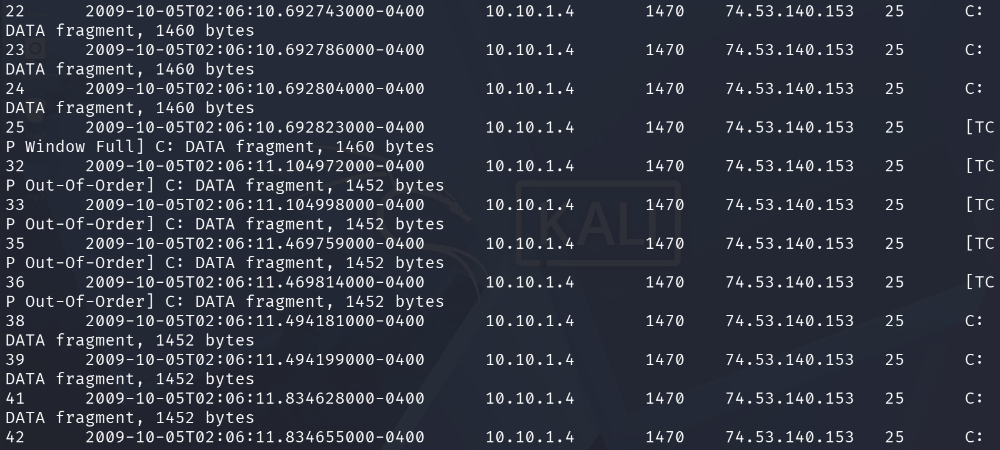 22 2009-10-05T02:06:10.692743000-0400 10.10.1.4 1470 74.53.140.153 25 C:
DATA fragment, 1460 bytes
23 2009-10-05T02:06:10.692786000-0400 10.10.1.4 1470 74.53.140.153 25 C:
DATA fragment, 1460 bytes
24 2009-10-05T02:06:10.692804000-0400 10.10.1.4 1470 74.53.140.153 25 C:
DATA fragment, 1460 bytes
25 2009-10-05T02:06:10.692823000-0400 10.10.1.4 1470 74.53.140.153 25 [TC
P Window Full] C: DATA fragment, 1460 bytes
32 2009-10-05T02:06:11.104972000-0400 10.10.1.4 1470 74.53.140.153 25 [TC
P Out-Of-Order] C: DATA fragment, 1452 bytes
33 2009-10-05T02:06:11.104998000-0400 10.10.1.4 1470 74.53.140.153 25 [TC
P Out-Of-Order] C: DATA fragment, 1452 bytes
35 2009-10-05T02:06:11.469759000-0400 10.10.1.4 1470 74.53.140.153 25 [TC
P Out-Of-Order] C: DATA fragment, 1452 bytes
36 2009-10-05T02:06:11.469814000-0400 10.10.1.4 1470 74.53.140.153 25 [TC
P Out-Of-Order] C: DATA fragment, 1452 bytes
38 2009-10-05T02:06:11.494181000-0400 10.10.1.4 1470 74.53.140.153 25 C:
DATA fragment, 1452 bytes
39 2009-10-05T02:06:11.494199000-0400 10.10.1.4 1470 74.53.140.153 25 C:
DATA fragment, 1452 bytes
41 2009-10-05T02:06:11.834628000-0400 10.10.1.4 1470 74.53.140.153 25 C:
DATA fragment, 1452 bytes
42 2009-10-05T02:06:11.834655000-0400 10.10.1.4 1470 74.53.140.153 25 C:
Home
Trash
mp3
KALI